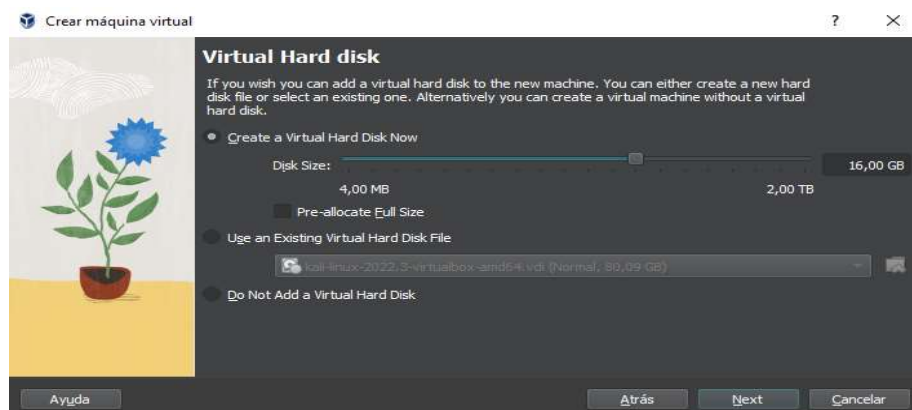 Crear máquina virtual
Virtual Hard disk
If you wish you can add a virtual hard disk to the new machine. You can either create a new hard
disk file or select an existing one. Alternatively you can create a virtual machine without a virtual
hard disk.
Create a Virtual Hard Disk Now
Disk Size: 16,00 GB
4,00 MB 2,00 TB
Pre-allocate Full Size
Use an Existing Virtual Hard Disk File
kali-linux-2022.3-virtualbox-amd64.vdi (Normal, 80,09 GB)
Do Not Add a Virtual Hard Disk
Ayuda Atrás Next Cancelar